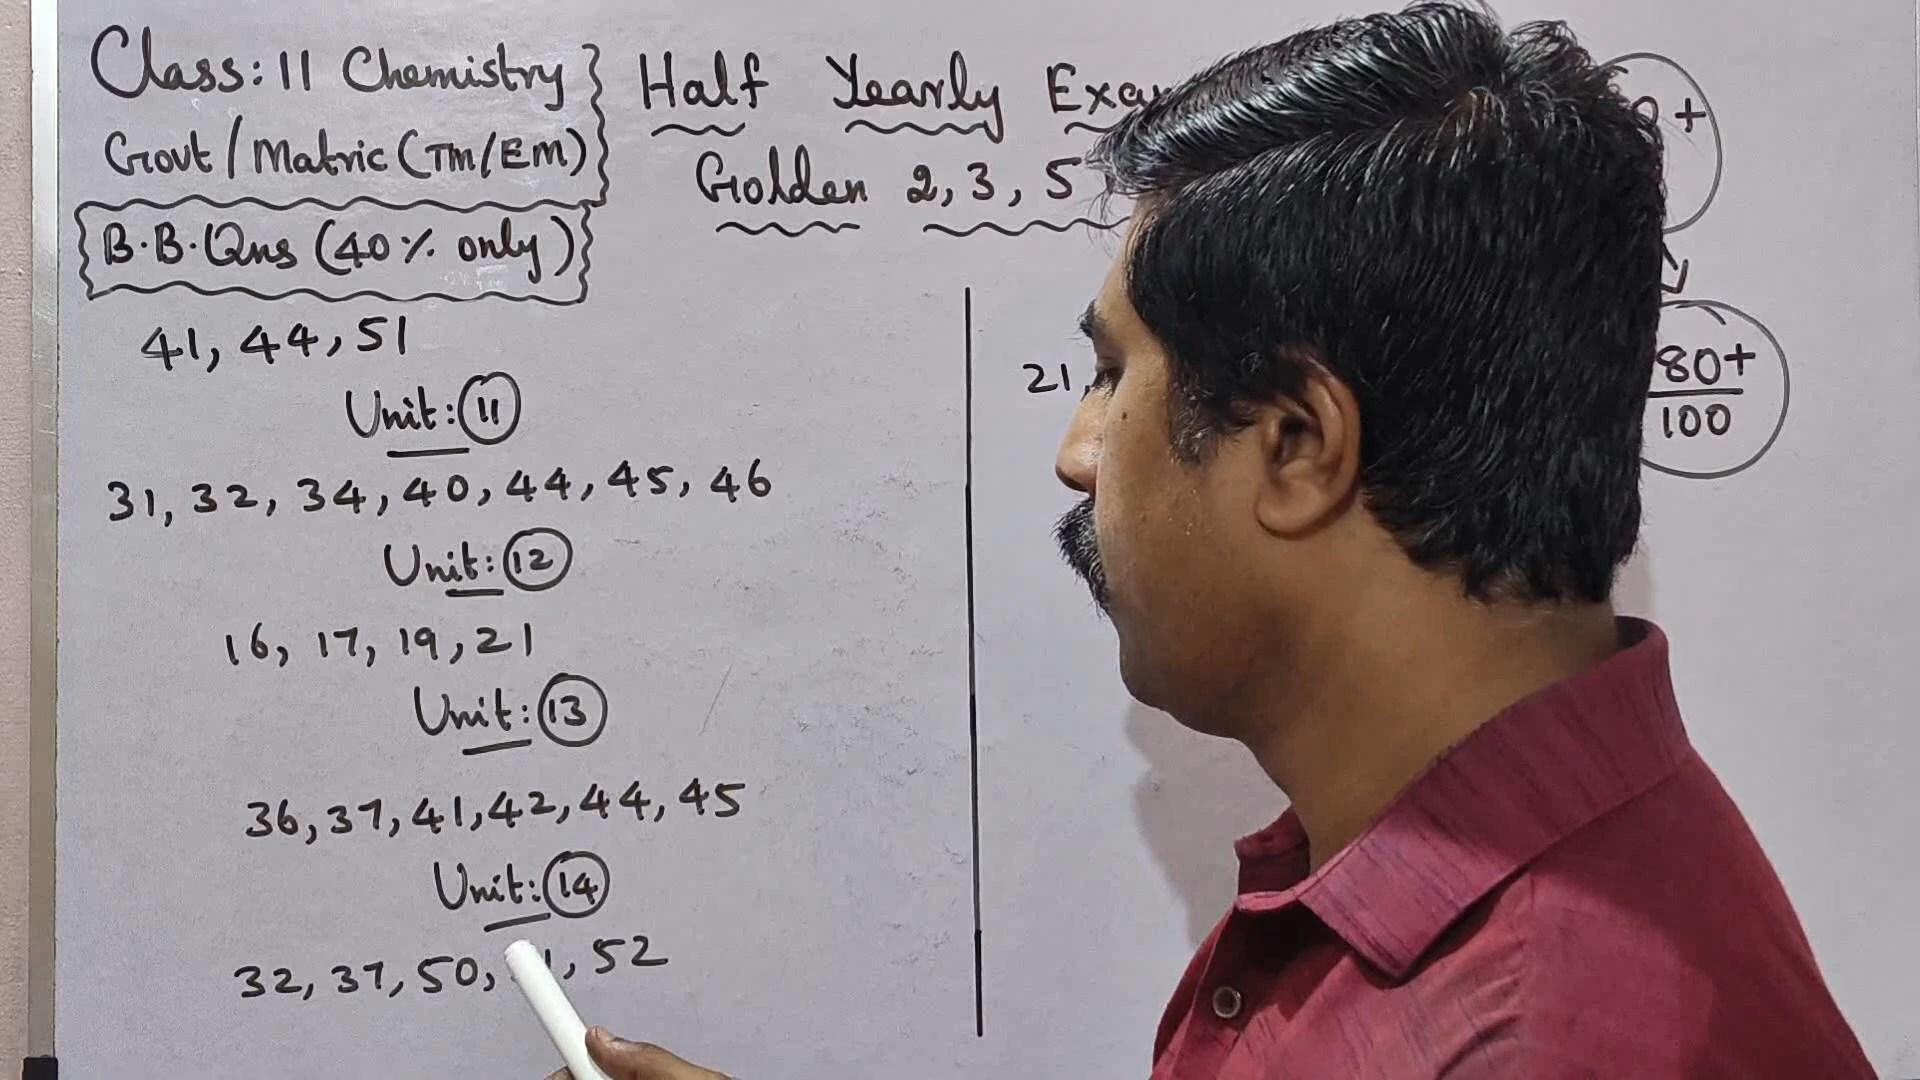 Class: 11 Chemistry
Govt / Matric (TM/EM)
B.B.Qns (40% only)
41, 44, 51
Unit: 11
31, 32, 34, 40, 44, 45, 46
Unit: 12
16, 17, 19, 21
Unit: 13
36, 37, 41, 42, 44, 45
Unit: 14
32, 37, 50, 52
Half Yearly
Golden 2, 3, 5
21,
80+
100